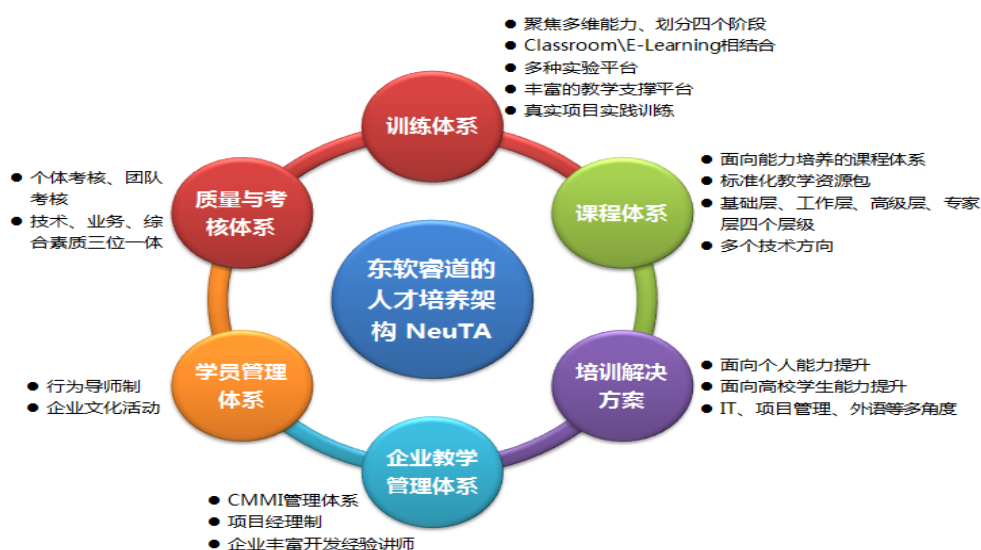 ● 聚焦多维能力、划分四个阶段
● Classroom\E-Learning相结合
● 多种实验平台
● 丰富的教学支撑平台
● 真实项目实践训练
训练体系
● 面向能力培养的课程体系
● 标准化教学资源包
● 基础层、工作层、高级层、专家
层四个层级
● 多个技术方向
课程体系
● 个体考核、团队
考核
● 技术、业务、综
合素质三位一体
质量与考
核体系
东软睿道的
人才培养架
构 NeuTA
学员管理
体系
● 行为导师制
● 企业文化活动
培训解决
方案
● 面向个人能力提升
● 面向高校学生能力提升
● IT、项目管理、外语等多角度
企业教学
管理体系
● CMMI管理体系
● 项目经理制
● 企业丰富开发经验讲师